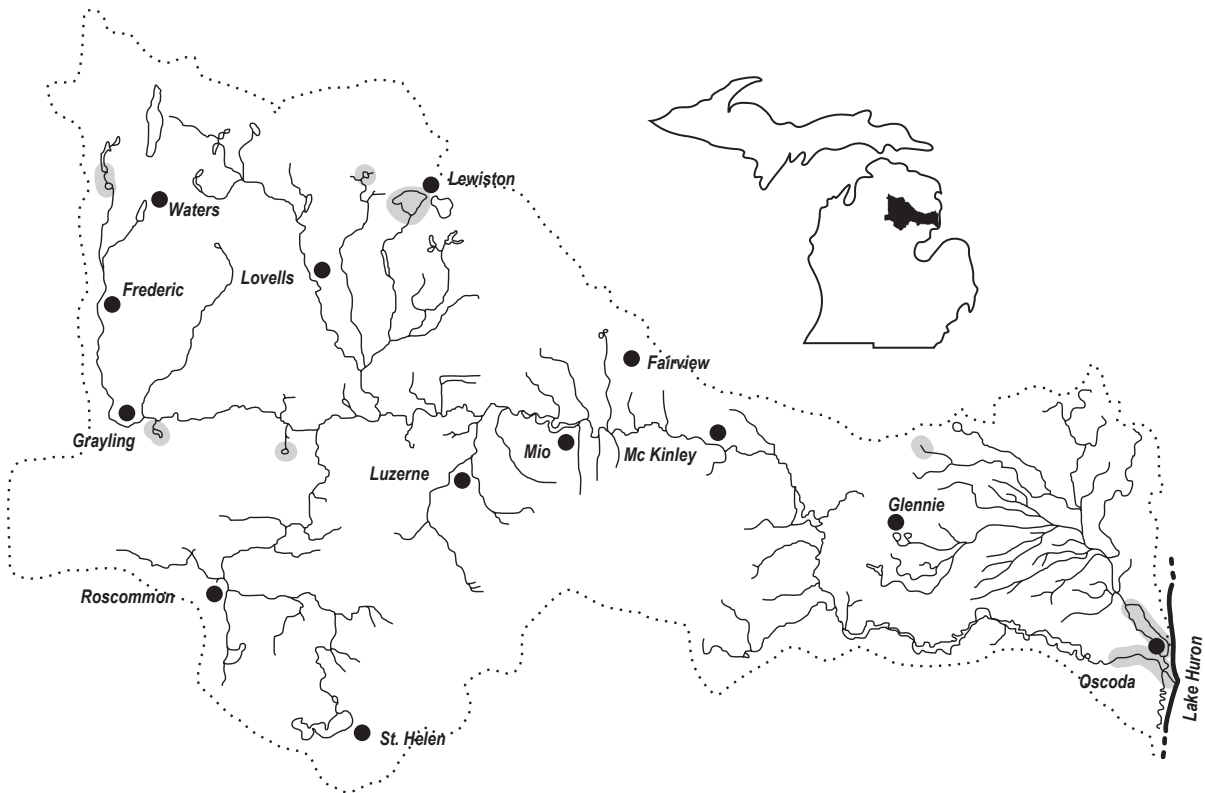 Lewiston
Waters
Lovells
Frederic
Fairview
Grayling
Mio
Mc Kinley
Luzerne
Glennie
Roscommon
Oscoda
Lake Huron
St. Helen